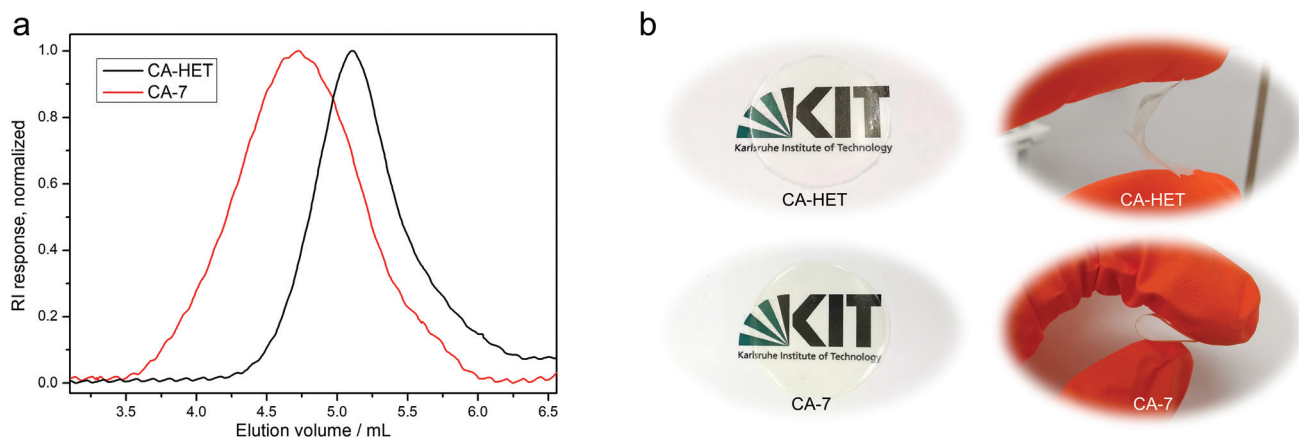 a
CA-HET
CA-7
RI response, normalized
1.0
0.8
0.6
0.4
0.2
0.0
3.5 4.0 4.5 5.0 5.5 6.0 6.5
Elution volume / mL
b
KIT
Karlsruhe Institute of Technology
CA-HET
CA-HET
KIT
Karlsruhe Institute of Technology
CA-7
CA-7